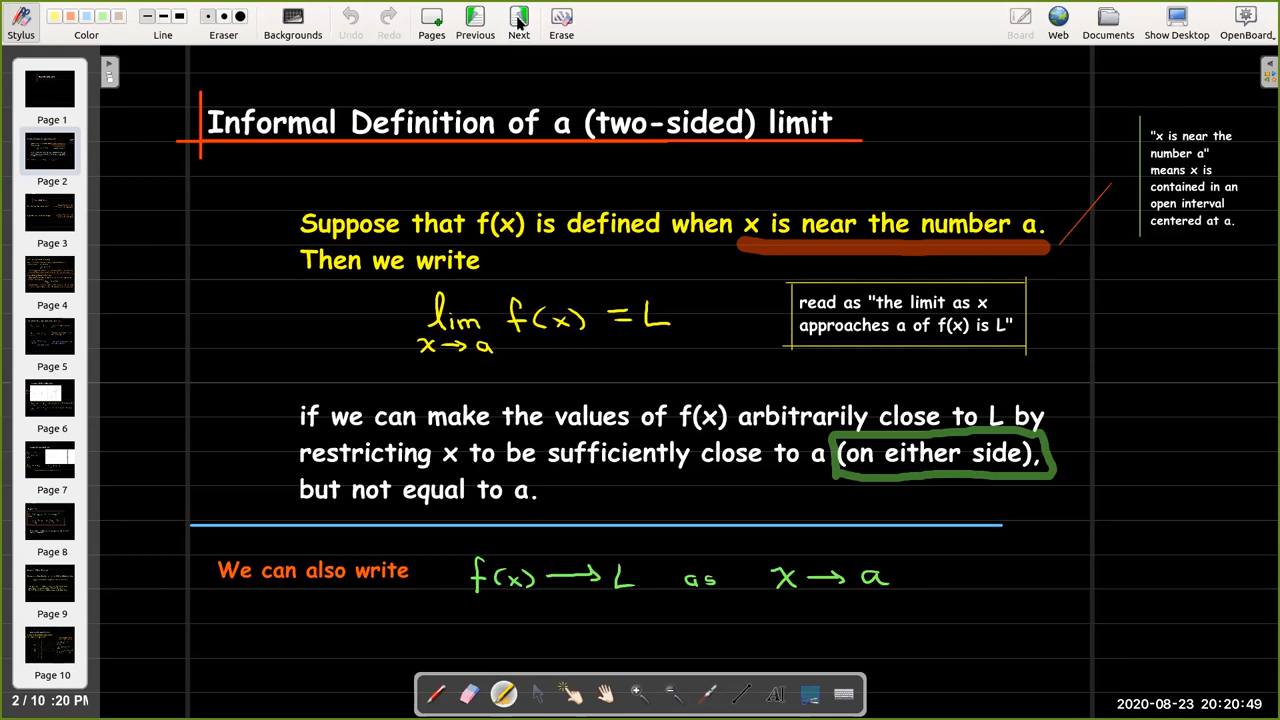 Stylus
Color
Line
Eraser
Backgrounds
Undo
Redo
Pages
Previous
Next
Erase
Board
Web
Documents
Show Desktop
OpenBoard
Page 1
Page 2
Page 3
Page 4
Page 5
Page 6
Page 7
Page 8
Page 9
Page 10
2 / 10 :20 PM
Informal Definition of a (two-sided) limit
"x is near the
number a"
means x is
contained in an
open interval
centered at a.
Suppose that f(x) is defined when x is near the number a.
Then we write
lim f(x) = L
x → a
read as "the limit as x
approaches a of f(x) is L"
if we can make the values of f(x) arbitrarily close to L by
restricting x to be sufficiently close to a (on either side),
but not equal to a.
We can also write f(x) → L as x → a
AI
2020-08-23 20:20:49